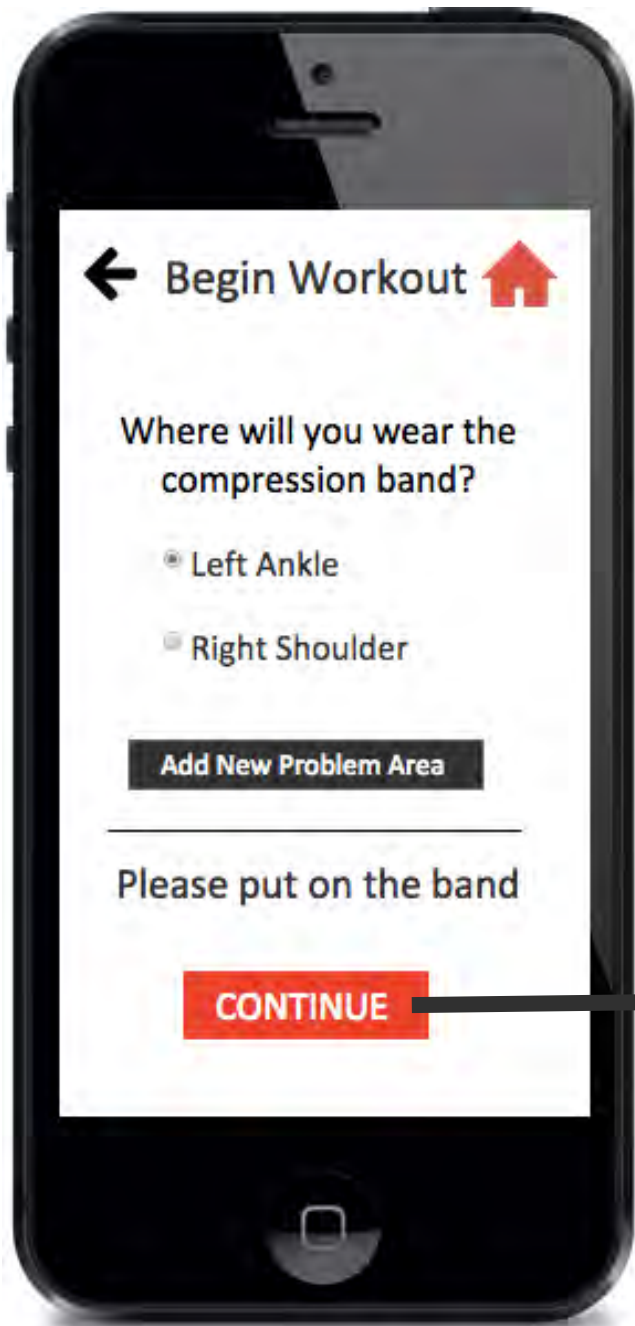 Begin Workout
Where will you wear the
compression band?
Left Ankle
Right Shoulder
Add New Problem Area
Please put on the band
CONTINUE